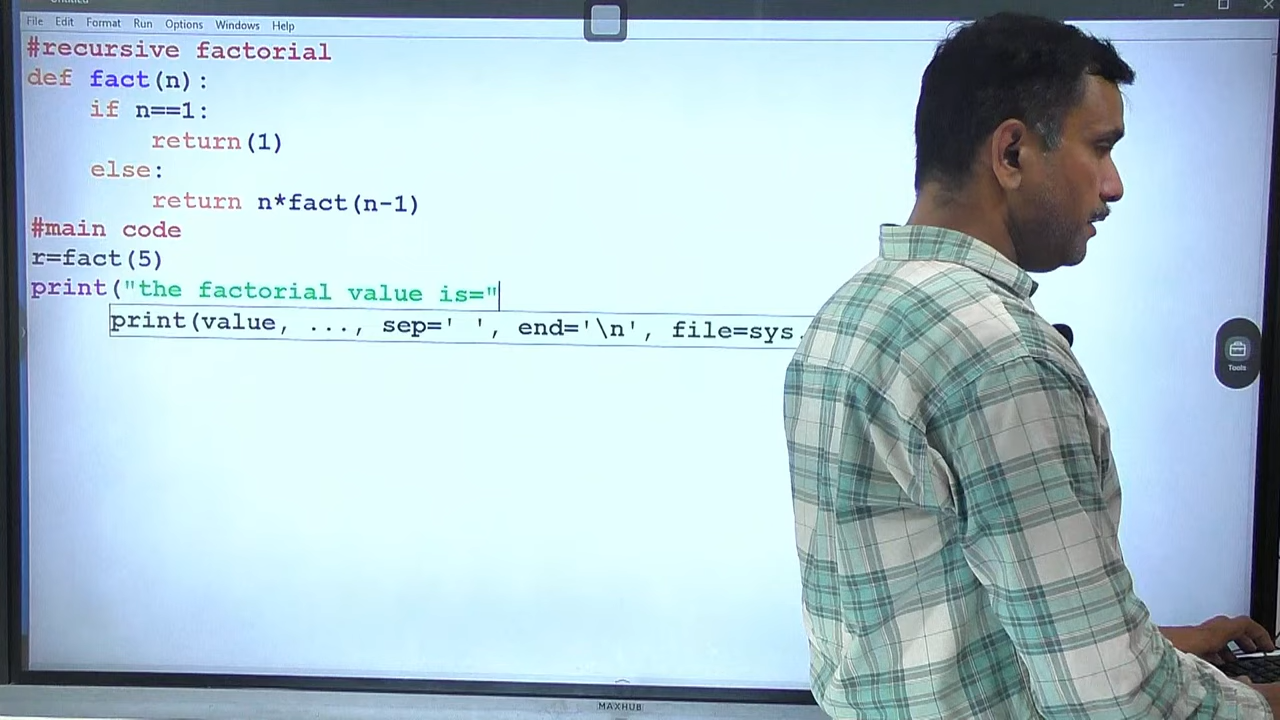 File Edit Format Run Options Windows Help
#recursive factorial
def fact(n):
if n==1:
return(1)
else:
return n*fact(n-1)
#main code
r=fact(5)
print("the factorial value is="
print(value, ..., sep=' ', end='\n', file=sys.
Tools
MAXHUB